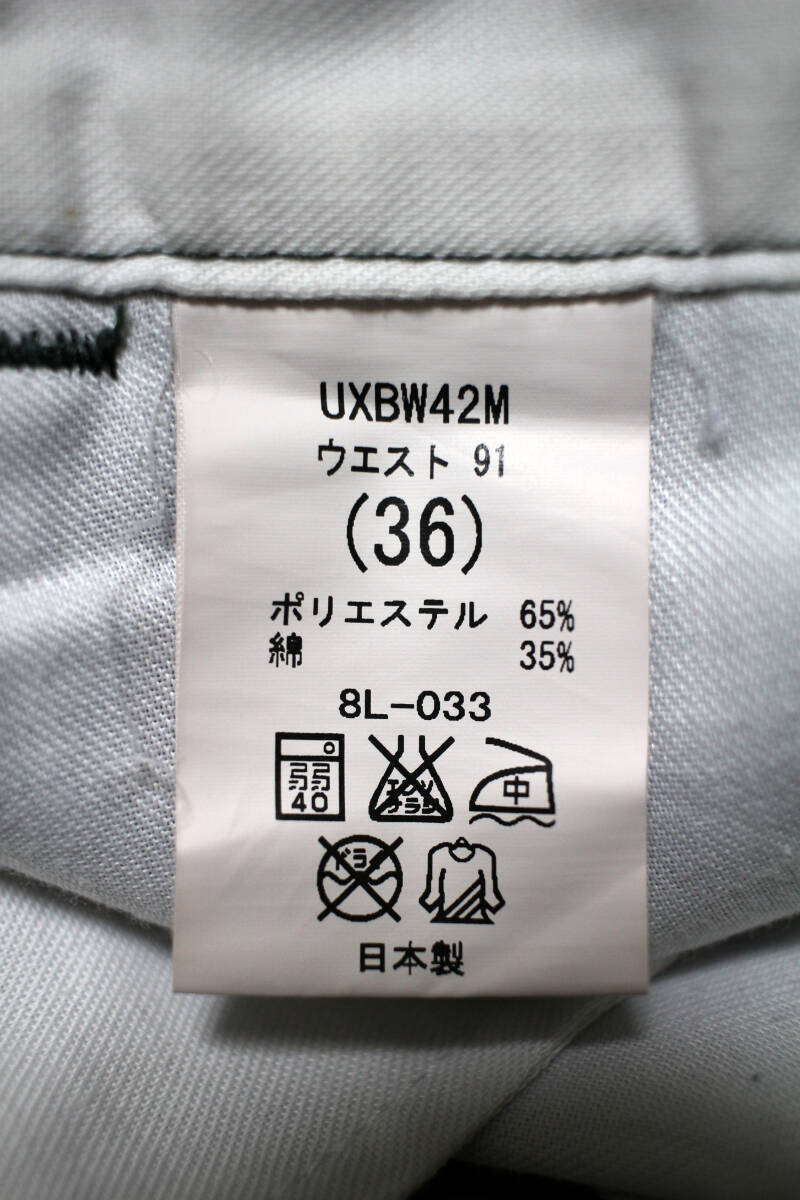 UXBW42M
ウエスト 91
(36)
ポリエステル 65%
綿 35%
8L-033
弱
40
エンソ
チラシ
中
ドライ
日本製